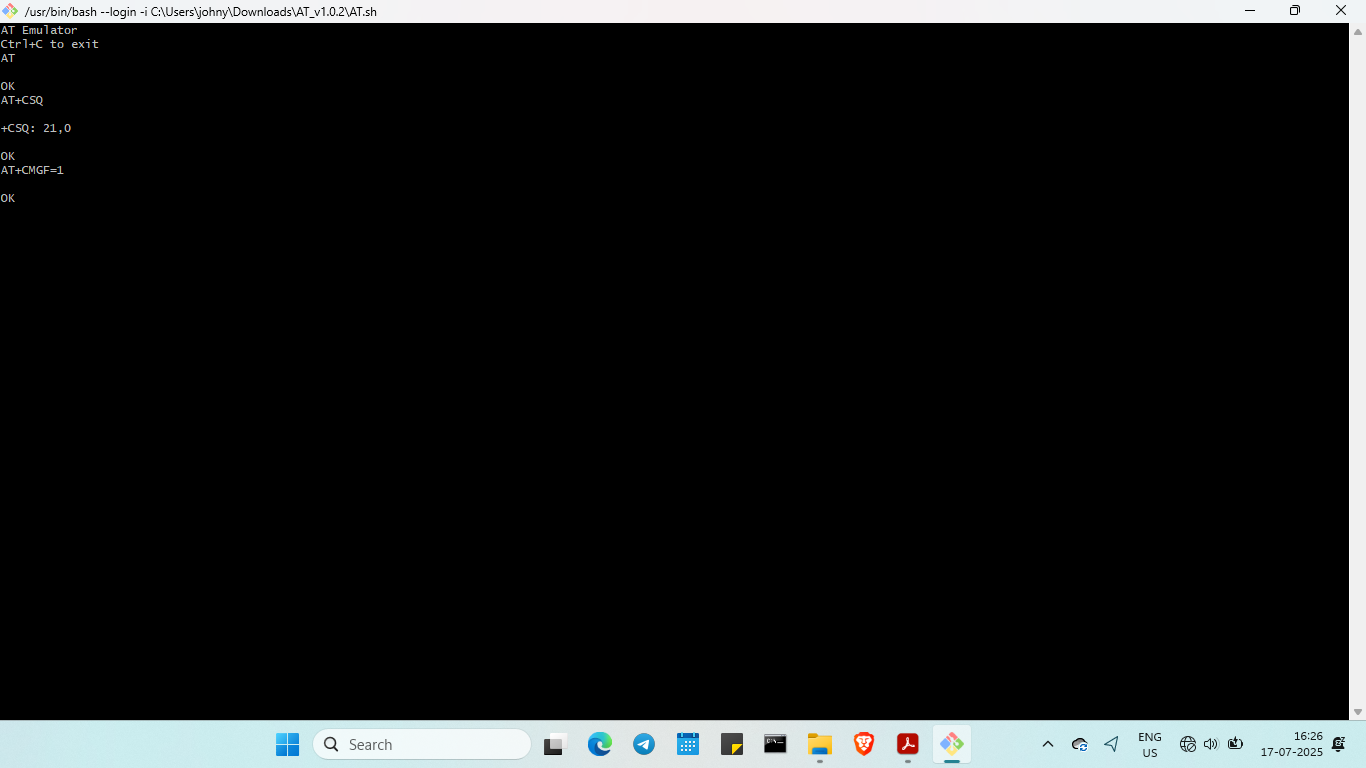 /usr/bin/bash --login -i C:\Users\johny\Downloads\AT_v1.0.2\AT.sh
AT Emulator
Ctrl+C to exit
AT
OK
AT+CSQ
+CSQ: 21,0
OK
AT+CMGF=1
OK
Search
ENG
US
16:26
17-07-2025